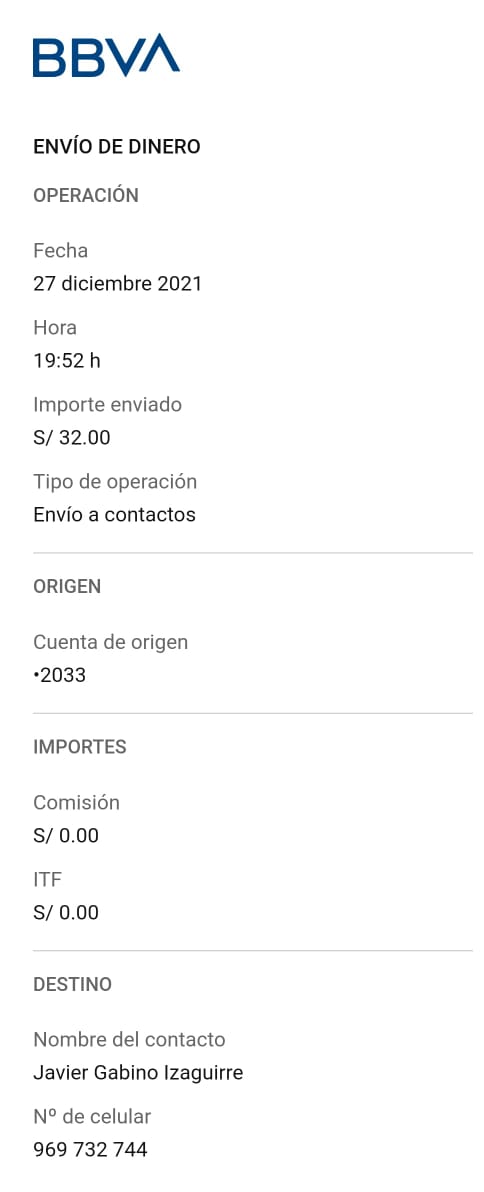 BBVA
ENVÍO DE DINERO
OPERACIÓN
Fecha
27 diciembre 2021
Hora
19:52 h
Importe enviado
S/ 32.00
Tipo de operación
Envío a contactos
ORIGEN
Cuenta de origen
•2033
IMPORTES
Comisión
S/ 0.00
ITF
S/ 0.00
DESTINO
Nombre del contacto
Javier Gabino Izaguirre
Nº de celular
969 732 744